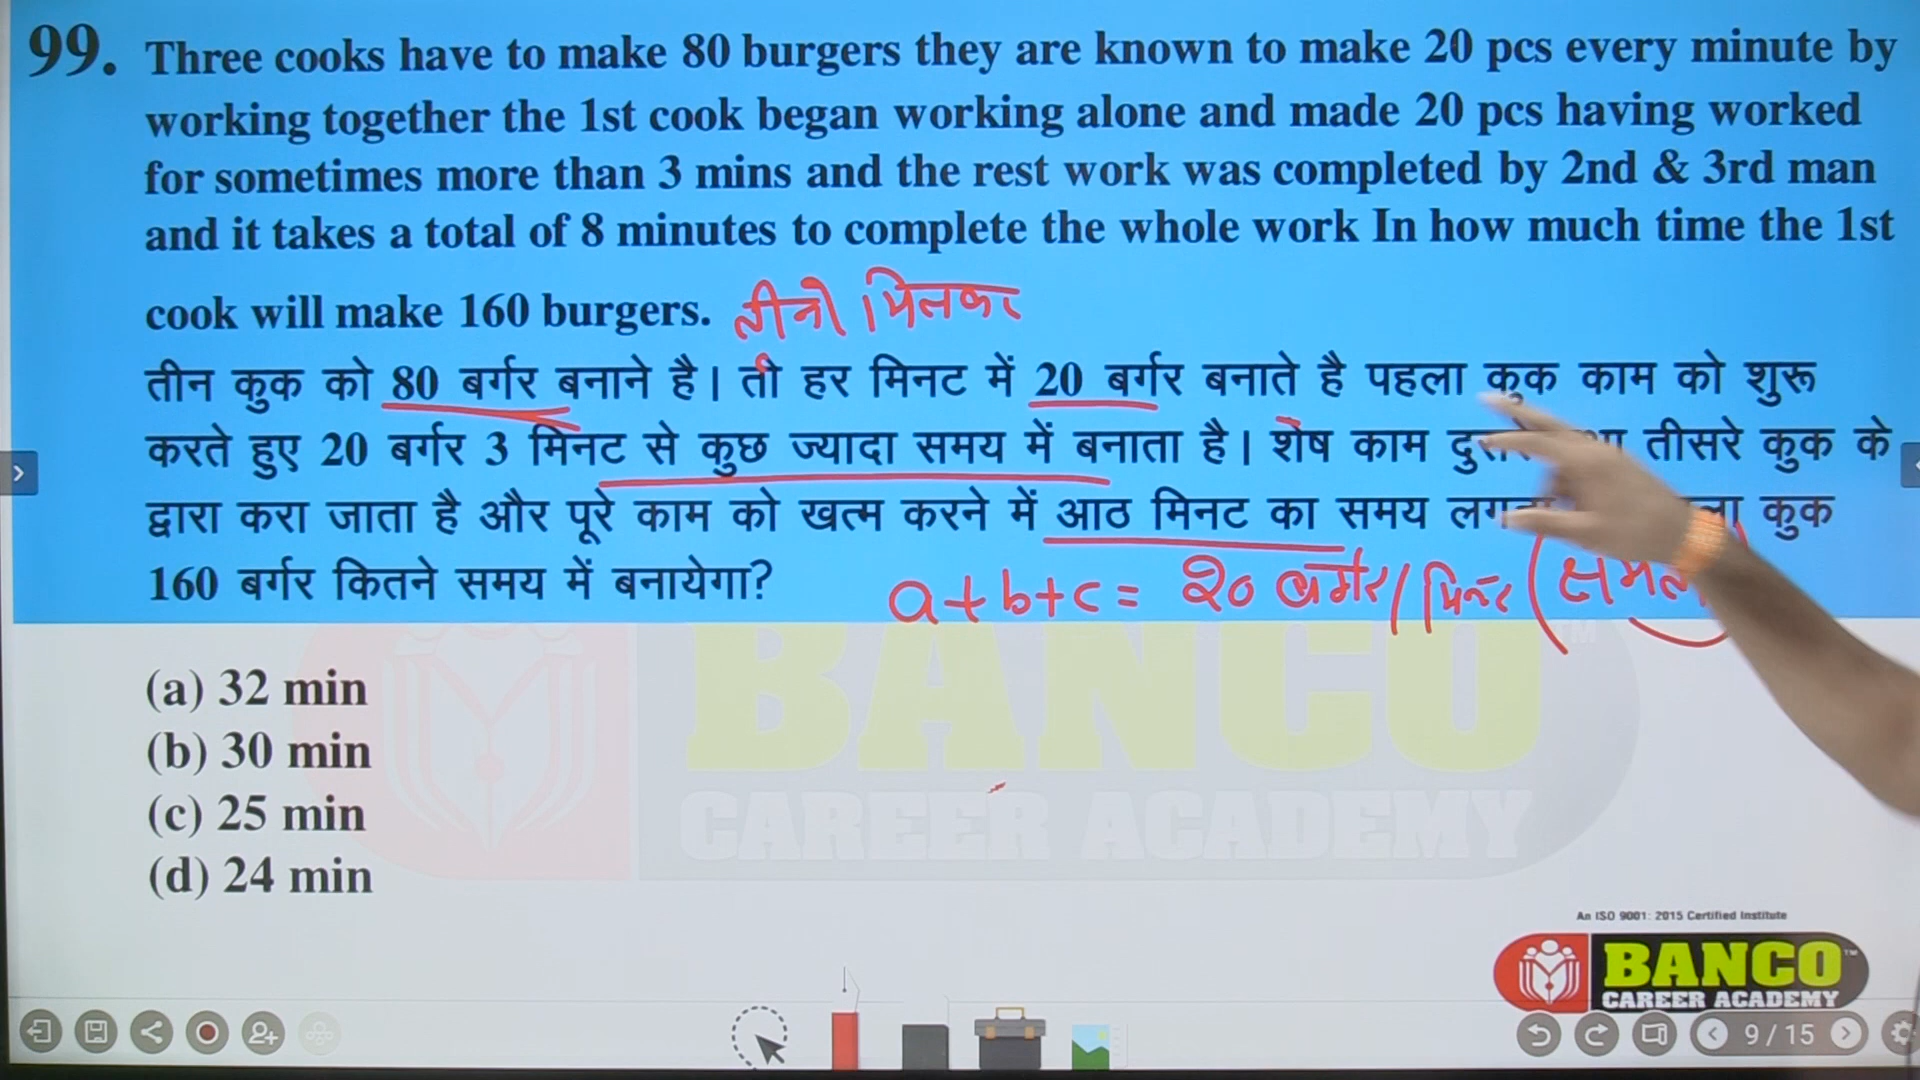 99. Three cooks have to make 80 burgers they are known to make 20 pcs every minute by
working together the 1st cook began working alone and made 20 pcs having worked
for sometimes more than 3 mins and the rest work was completed by 2nd & 3rd man
and it takes a total of 8 minutes to complete the whole work In how much time the 1st
cook will make 160 burgers. तीनो मिलकर
तीन कुक को 80 बर्गर बनाने है। तो हर मिनट में 20 बर्गर बनाते है पहला कुक काम को शुरू
करते हुए 20 बर्गर 3 मिनट से कुछ ज्यादा समय में बनाता है। शेष काम तीसरे कुक के
द्वारा करा जाता है और पूरे काम को खत्म करने में आठ मिनट का समय कुक
160 बर्गर कितने समय में बनायेगा?
a+b+c = 20 बर्गर/मिनट (
(a) 32 min
(b) 30 min
(c) 25 min
(d) 24 min
BANCO
CAREER ACADEMY
An ISO 9001: 2015 Certified Institute
BANCO™
CAREER ACADEMY
9/15